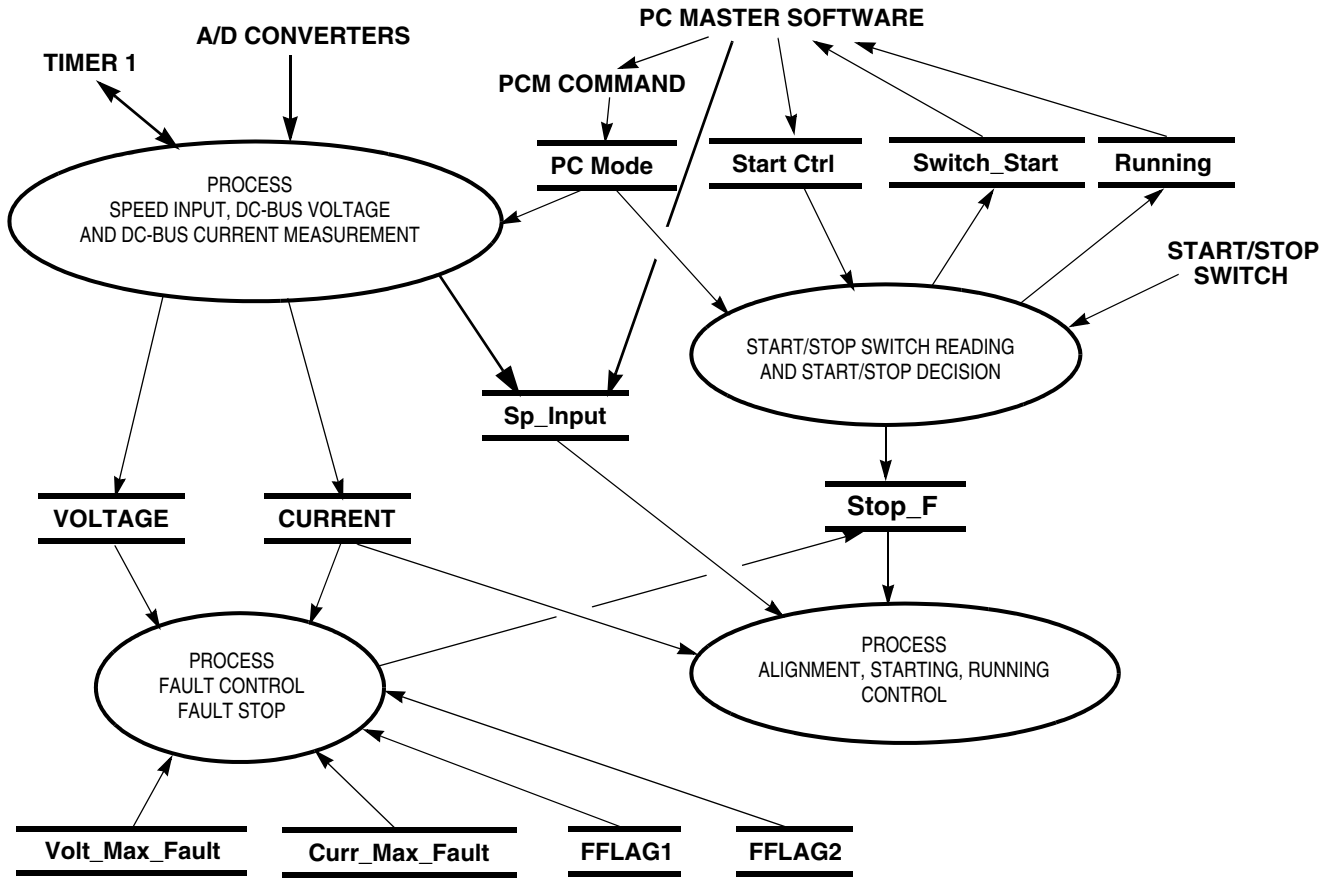 PC MASTER SOFTWARE
A/D CONVERTERS
TIMER 1
PCM COMMAND
PC Mode
Start Ctrl
Switch_Start
Running
PROCESS
SPEED INPUT, DC-BUS VOLTAGE
AND DC-BUS CURRENT MEASUREMENT
START/STOP
SWITCH
START/STOP SWITCH READING
AND START/STOP DECISION
Sp_Input
VOLTAGE
CURRENT
Stop_F
PROCESS
FAULT CONTROL
FAULT STOP
PROCESS
ALIGNMENT, STARTING, RUNNING
CONTROL
Volt_Max_Fault
Curr_Max_Fault
FFLAG1
FFLAG2